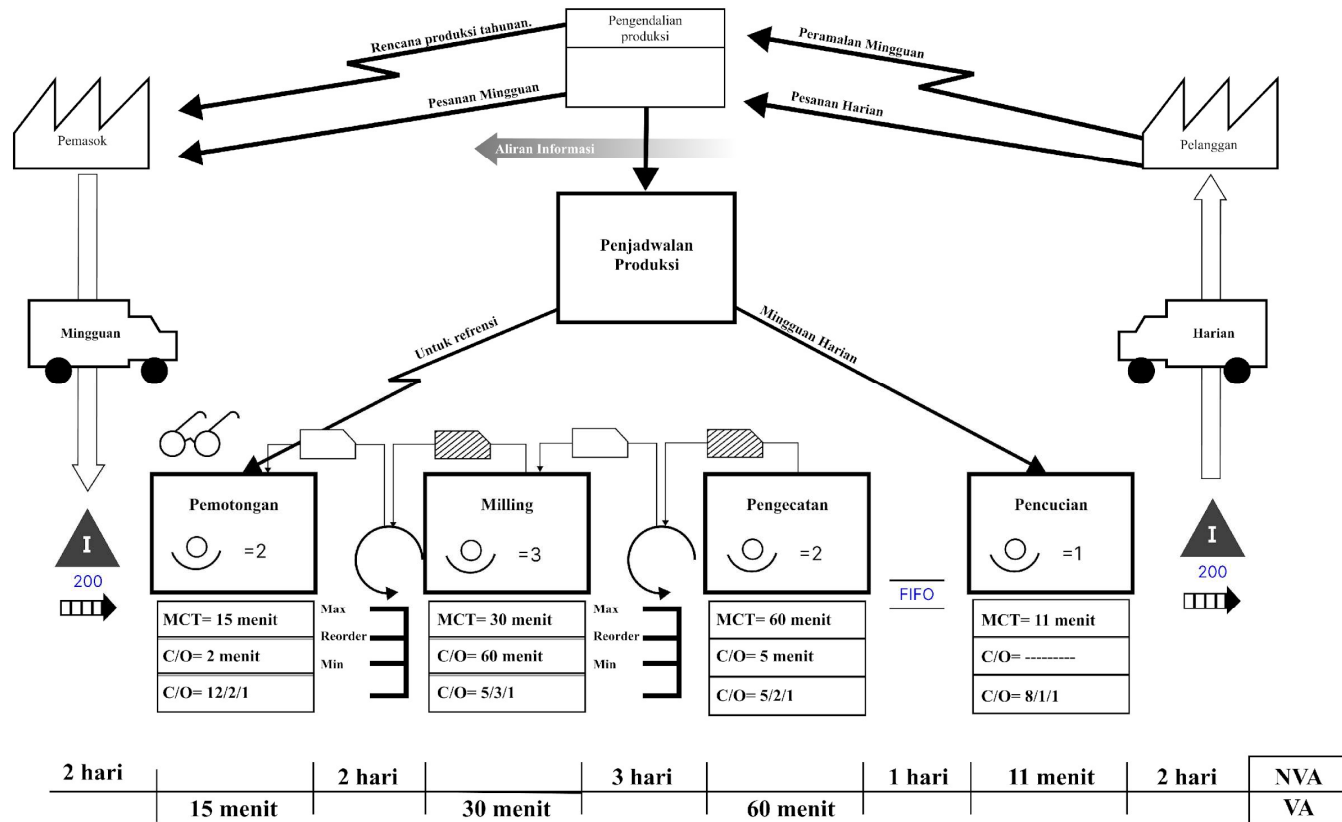 Pengendalian
produksi
Rencana produksi tahunan.
Peramalan Mingguan
Pesanan Mingguan
Pesanan Harian
Pemasok
Aliran Informasi
Pelanggan
Penjadwalan
Produksi
Mingguan
Harian
Untuk refrensi
Mingguan Harian
Pemotongan
Milling
Pengecatan
Pencucian
I
=2
=3
=2
=1
I
200
200
FIFO
MCT= 15 menit
C/O= 2 menit
C/O= 12/2/1
Max
Reorder
Min
MCT= 30 menit
C/O= 60 menit
C/O= 5/3/1
Max
Reorder
Min
MCT= 60 menit
C/O= 5 menit
C/O= 5/2/1
MCT= 11 menit
C/O= ---------
C/O= 8/1/1
2 hari
2 hari
3 hari
1 hari
11 menit
2 hari
NVA
15 menit
30 menit
60 menit
VA